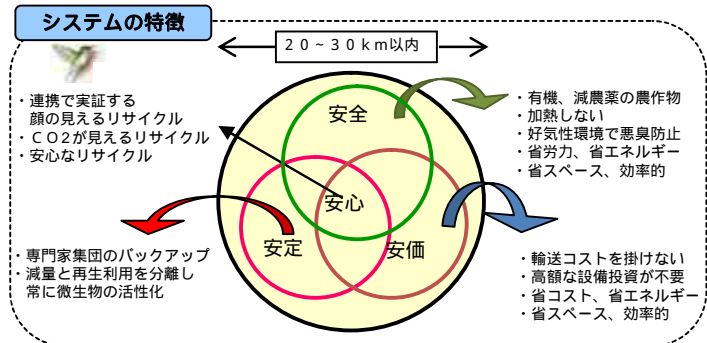 システムの特徴
２０～３０ｋｍ以内
・連携で実証する
顔の見えるリサイクル
・ＣＯ2が見えるリサイクル
・安心なリサイクル
安全
・有機、減農薬の農作物
・加熱しない
・好気性環境で悪臭防止
・省労力、省エネルギー
・省スペース、効率的
安心
安定
安価
・専門家集団のバックアップ
・減量と再生利用を分離し
常に微生物の活性化
・輸送コストを掛けない
・高額な設備投資が不要
・省コスト、省エネルギー
・省スペース、効率的